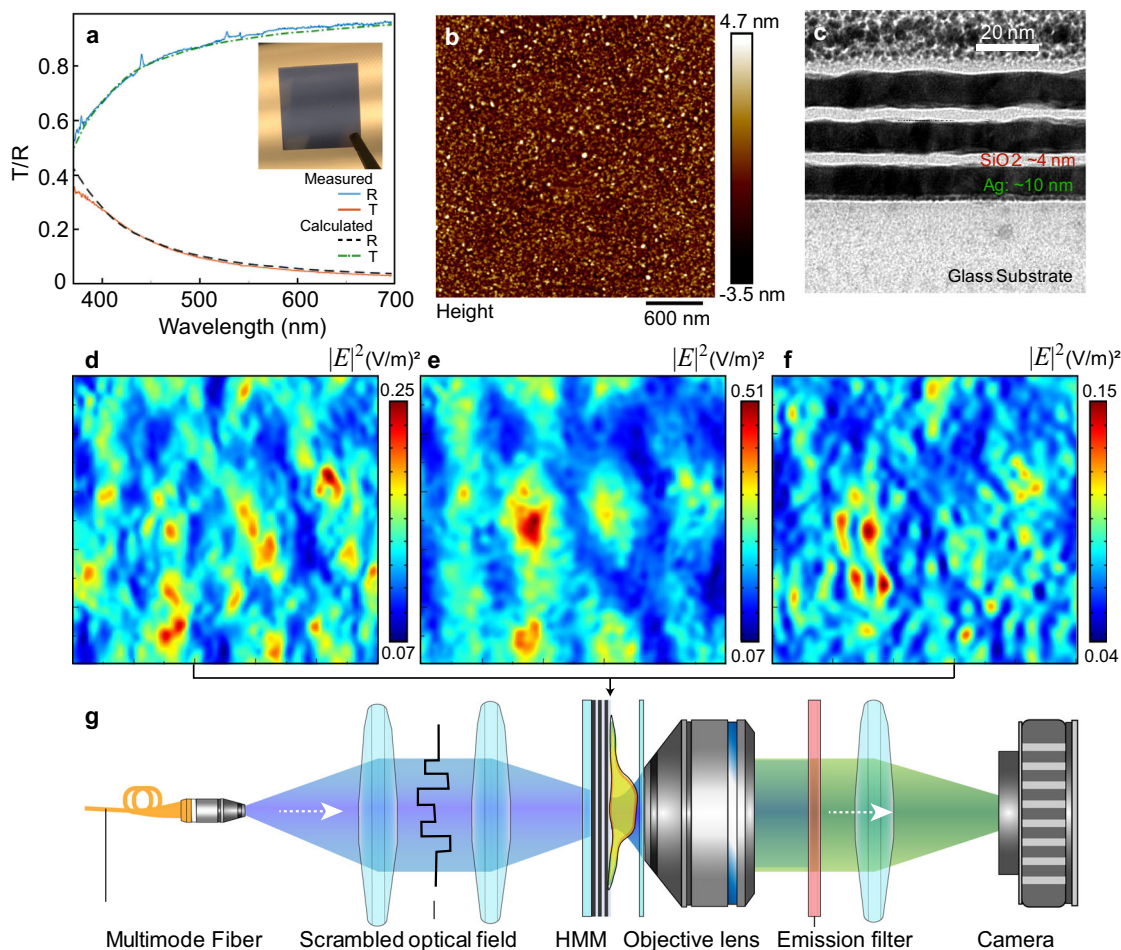 a
0.8
0.6
0.4
0.2
0
T/R
400
500
600
700
Wavelength (nm)
Measured
R
T
Calculated
R
T
b
4.7 nm
-3.5 nm
Height
600 nm
c
20 nm
SiO2 ~4 nm
Ag: ~10 nm
Glass Substrate
d
|E|² (V/m)²
0.25
0.07
e
|E|² (V/m)²
0.51
0.07
f
|E|² (V/m)²
0.15
0.04
g
Multimode Fiber
Scrambled optical field
HMM
Objective lens
Emission filter
Camera